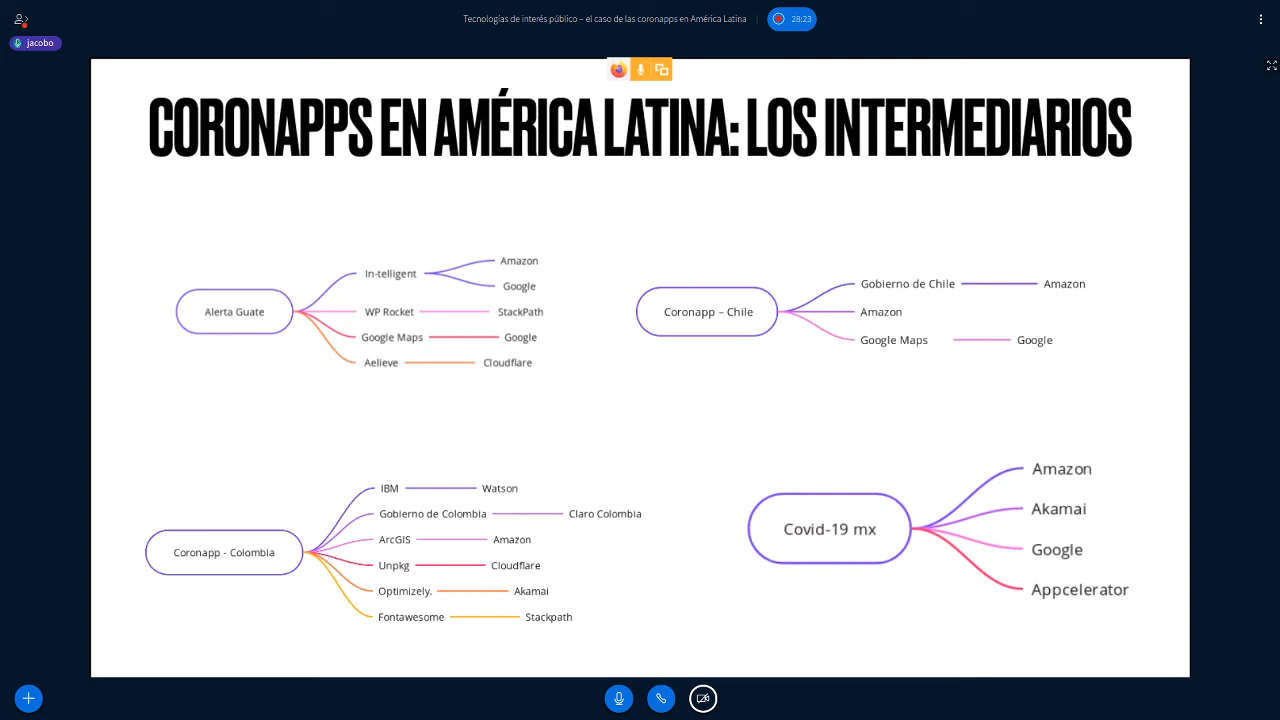 Tecnologías de interés público – el caso de las coronapps en América Latina
28:23
jacobo
CORONAPPS EN AMÉRICA LATINA: LOS INTERMEDIARIOS
Alerta Guate
In-telligent
Amazon
Google
WP Rocket
StackPath
Google Maps
Google
Aelieve
Cloudflare
Coronapp – Chile
Gobierno de Chile
Amazon
Amazon
Google Maps
Google
Coronapp - Colombia
IBM
Watson
Gobierno de Colombia
Claro Colombia
ArcGIS
Amazon
Unpkg
Cloudflare
Optimizely.
Akamai
Fontawesome
Stackpath
Covid-19 mx
Amazon
Akamai
Google
Appcelerator